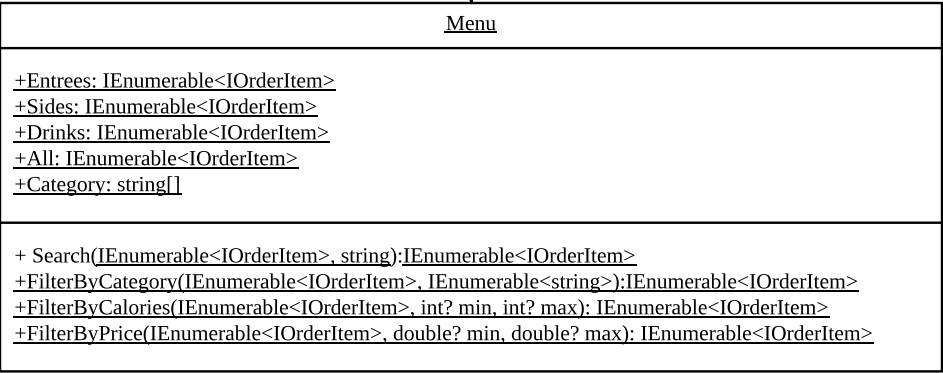 Menu
+Entrees: IEnumerable<IOrderItem>
+Sides: IEnumerable<IOrderItem>
+Drinks: IEnumerable<IOrderItem>
+All: IEnumerable<IOrderItem>
+Category: string[]
+ Search(IEnumerable<IOrderItem>, string):IEnumerable<IOrderItem>
+FilterByCategory(IEnumerable<IOrderItem>, IEnumerable<string>):IEnumerable<IOrderItem>
+FilterByCalories(IEnumerable<IOrderItem>, int? min, int? max): IEnumerable<IOrderItem>
+FilterByPrice(IEnumerable<IOrderItem>, double? min, double? max): IEnumerable<IOrderItem>